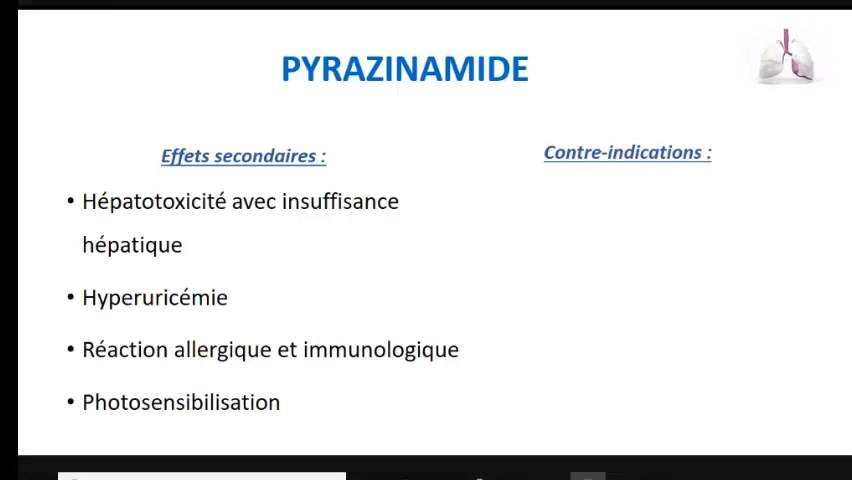 PYRAZINAMIDE
Effets secondaires :
• Hépatotoxicité avec insuffisance
hépatique
• Hyperuricémie
• Réaction allergique et immunologique
• Photosensibilisation
Contre-indications :